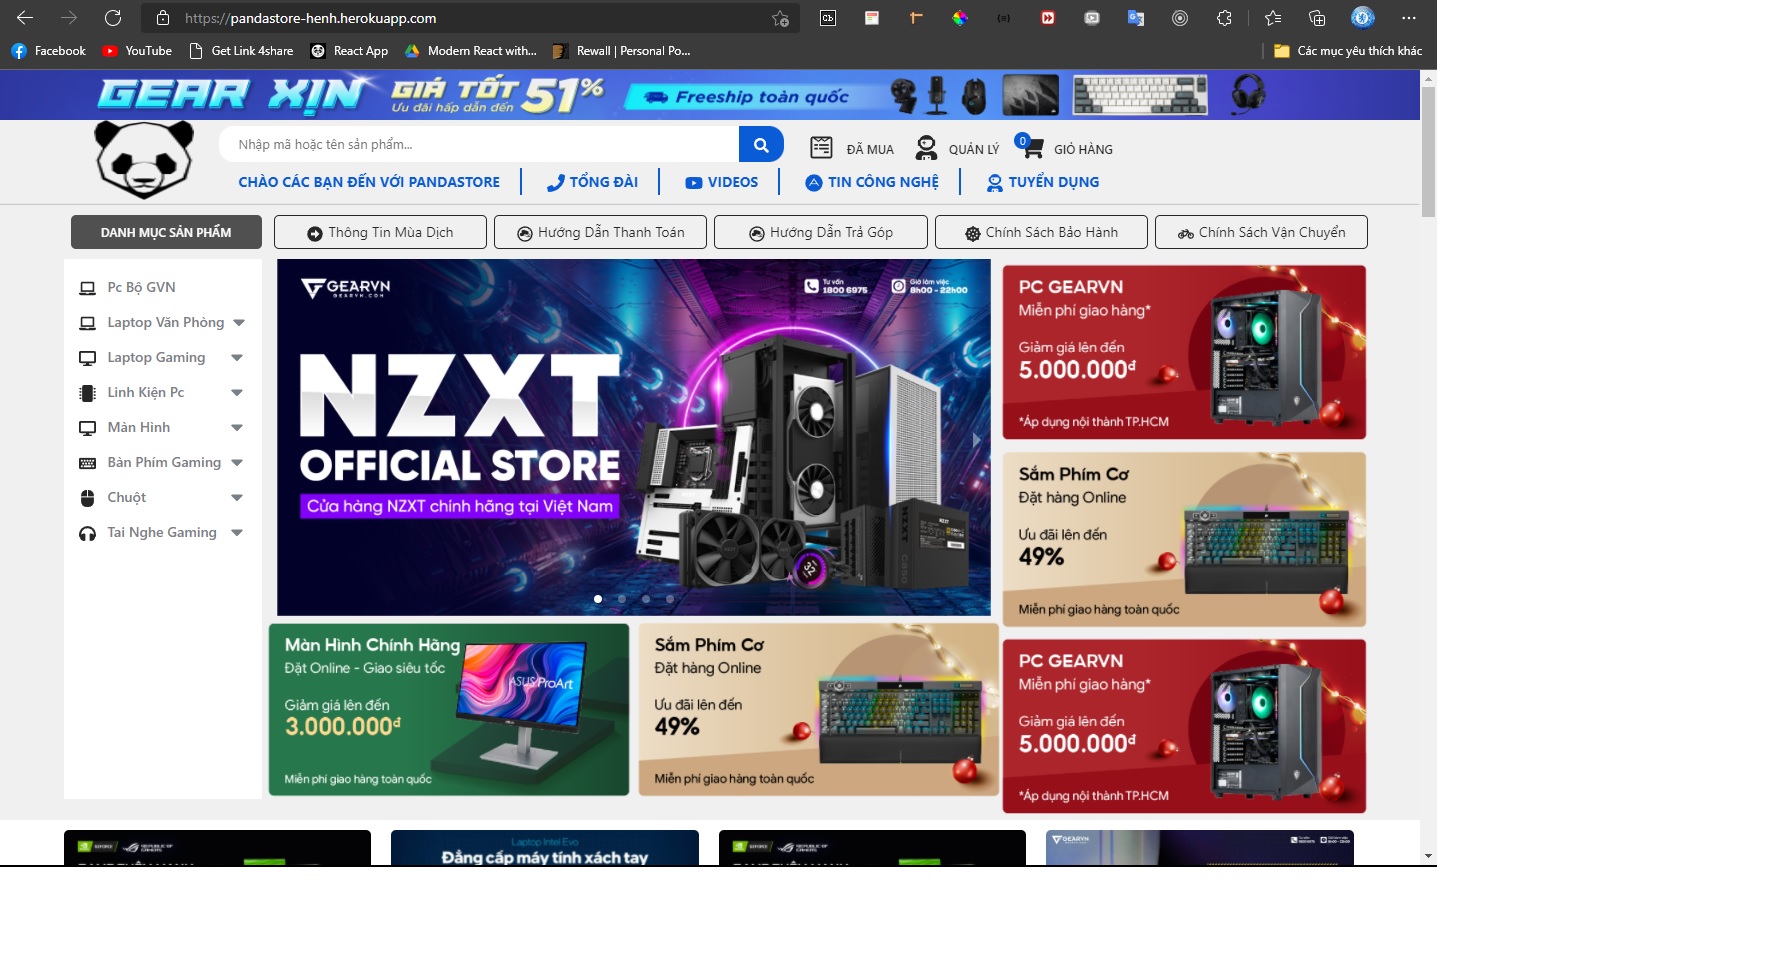 https://pandastore-henh.herokuapp.com
Facebook YouTube Get Link 4share React App Modern React with... Rewall | Personal Po... Các mục yêu thích khác
GEAR XỊN GIÁ TỐT 51%
Ưu đãi hấp dẫn đến
Freeship toàn quốc
Nhập mã hoặc tên sản phẩm...
ĐÃ MUA QUẢN LÝ 0 GIỎ HÀNG
CHÀO CÁC BẠN ĐẾN VỚI PANDASTORE TỔNG ĐÀI VIDEOS TIN CÔNG NGHỆ TUYỂN DỤNG
DANH MỤC SẢN PHẨM Thông Tin Mùa Dịch Hướng Dẫn Thanh Toán Hướng Dẫn Trả Góp Chính Sách Bảo Hành Chính Sách Vận Chuyển
Pc Bộ GVN
Laptop Văn Phòng
Laptop Gaming
Linh Kiện Pc
Màn Hình
Bàn Phím Gaming
Chuột
Tai Nghe Gaming
GEARVN
GEARVN.COM
Tư vấn
1800 6975
Giờ làm việc
8h00 - 22h00
NZXT
OFFICIAL STORE
Cửa hàng NZXT chính hãng tại Việt Nam
PC GEARVN
Miễn phí giao hàng*
Giảm giá lên đến
5.000.000đ
*Áp dụng nội thành TP.HCM
Sắm Phím Cơ
Đặt hàng Online
Ưu đãi lên đến
49%
Miễn phí giao hàng toàn quốc
Màn Hình Chính Hãng
Đặt Online - Giao siêu tốc
Giảm giá lên đến
3.000.000đ
Miễn phí giao hàng toàn quốc
ASUS ProArt
Sắm Phím Cơ
Đặt hàng Online
Ưu đãi lên đến
49%
Miễn phí giao hàng toàn quốc
PC GEARVN
Miễn phí giao hàng*
Giảm giá lên đến
5.000.000đ
*Áp dụng nội thành TP.HCM
Laptop Intel Evo
Đẳng cấp máy tính xách tay
GEARVN